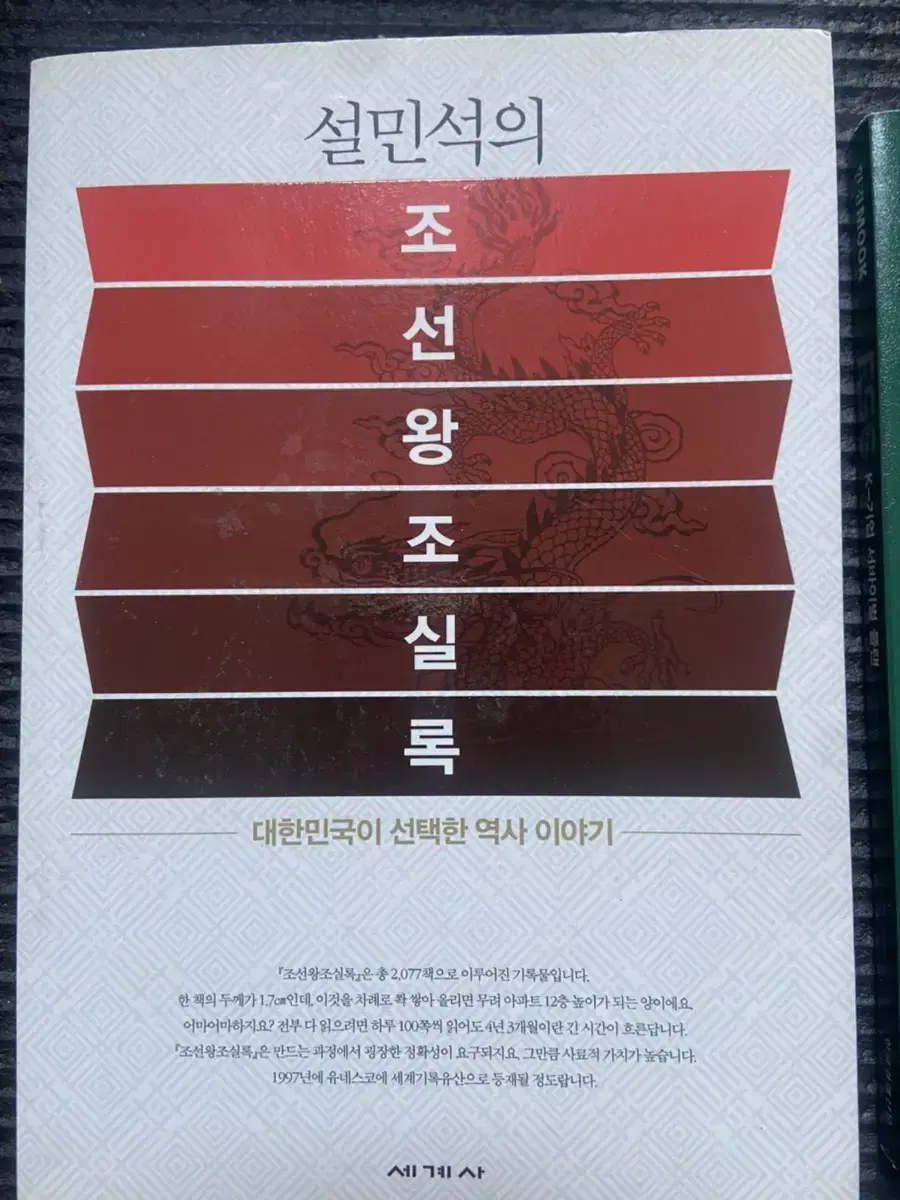 설민석의
조
선
왕
조
실
록
대한민국이 선택한 역사 이야기
『조선왕조실록』은 총 2,077책으로 이루어진 기록물입니다.
한 책의 두께가 1.7㎝인데, 이것을 차례로 쫙 쌓아 올리면 무려 아파트 12층 높이가 되는 양이에요.
어마어마하지요? 전부 다 읽으려면 하루 100쪽씩 읽어도 4년 3개월이란 긴 시간이 흐른답니다.
『조선왕조실록』은 만드는 과정에서 굉장한 정확성이 요구되지요. 그만큼 사료적 가치가 높습니다.
1997년에 유네스코에 세계기록유산으로 등재될 정도랍니다.
세계사
MOOK
K-기업 서바이벌 플랜